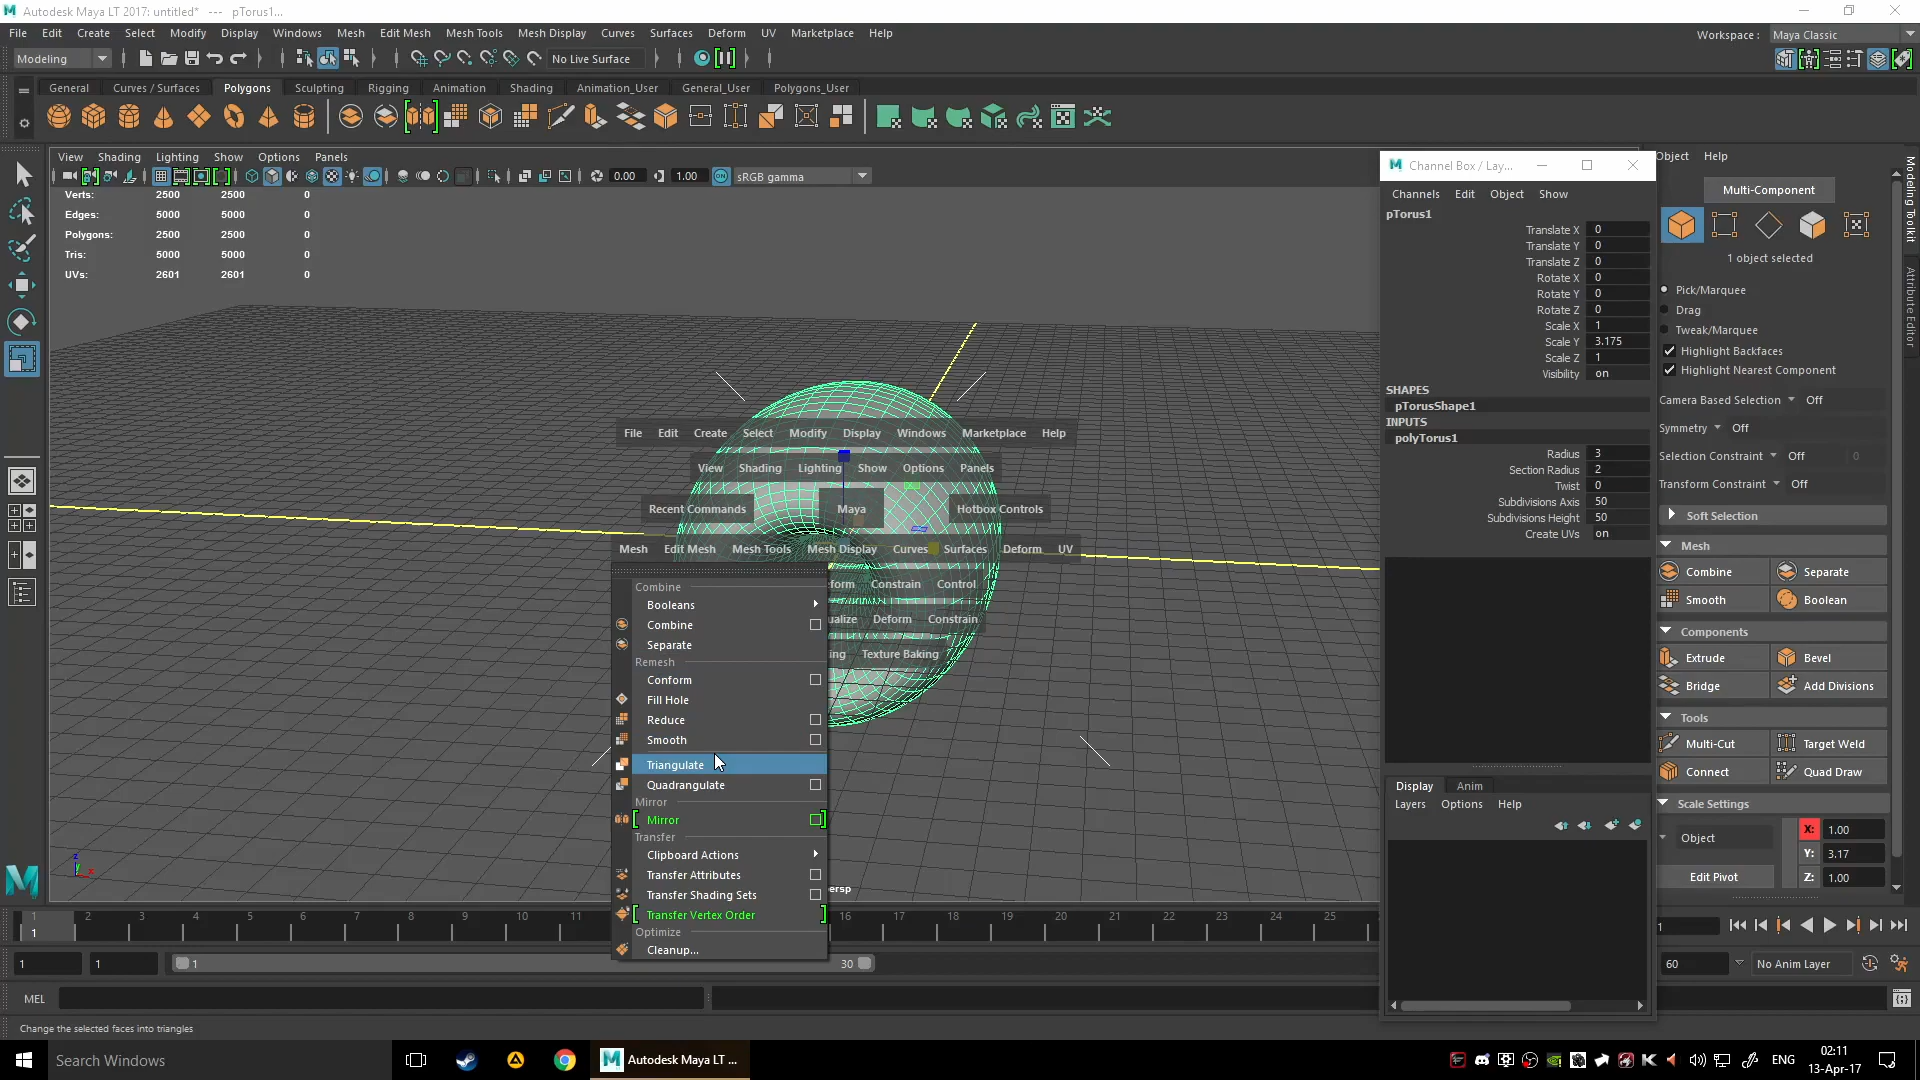 Autodesk Maya LT 2017: untitled*   ---   pTorus1...
File Edit Create Select Modify Display Windows Mesh Edit Mesh Mesh Tools Mesh Display Curves Surfaces Deform UV Marketplace Help
Workspace : Maya Classic
Modeling
No Live Surface
General Curves / Surfaces Polygons Sculpting Rigging Animation Shading Animation_User General_User Polygons_User
View Shading Lighting Show Options Panels
0.00 1.00 ON sRGB gamma
Verts: 2500 2500 0
Edges: 5000 5000 0
Polygons: 2500 2500 0
Tris: 5000 5000 0
UVs: 2601 2601 0
File Edit Create Select Modify Display Windows Marketplace Help
View Shading Lighting Show Options Panels
Recent Commands Maya Hotbox Controls
Mesh Edit Mesh Mesh Tools Mesh Display Curves Surfaces Deform UV
form Constrain Control
ualize Deform Constrain
ing Texture Baking
Combine
Booleans
Combine
Separate
Remesh
Conform
Fill Hole
Reduce
Smooth
Triangulate
Quadrangulate
Mirror
Mirror
Transfer
Clipboard Actions
Transfer Attributes
Transfer Shading Sets
Transfer Vertex Order
Optimize
Cleanup...
persp
z
y
x
Channel Box / Lay...
Channels Edit Object Show
pTorus1
Translate X 0
Translate Y 0
Translate Z 0
Rotate X 0
Rotate Y 0
Rotate Z 0
Scale X 1
Scale Y 3.175
Scale Z 1
Visibility on
SHAPES
pTorusShape1
INPUTS
polyTorus1
Radius 3
Section Radius 2
Twist 0
Subdivisions Axis 50
Subdivisions Height 50
Create UVs on
Display Anim
Layers Options Help
Object Help
Multi-Component
1 object selected
Pick/Marquee
Drag
Tweak/Marquee
Highlight Backfaces
Highlight Nearest Component
Camera Based Selection Off
Symmetry Off
Selection Constraint Off 0
Transform Constraint Off
Soft Selection
Mesh
Combine Separate
Smooth Boolean
Components
Extrude Bevel
Bridge Add Divisions
Tools
Multi-Cut Target Weld
Connect Quad Draw
Scale Settings
Object X: 1.00
Y: 3.17
Edit Pivot Z: 1.00
Modeling Toolkit
Attribute Editor
1 2 3 4 5 6 7 8 9 10 11 16 17 18 19 20 21 22 23 24 25
1
1
1 1 1 30 60 No Anim Layer
MEL
Change the selected faces into triangles
Search Windows
Autodesk Maya LT ...
ENG
02:11
13-Apr-17